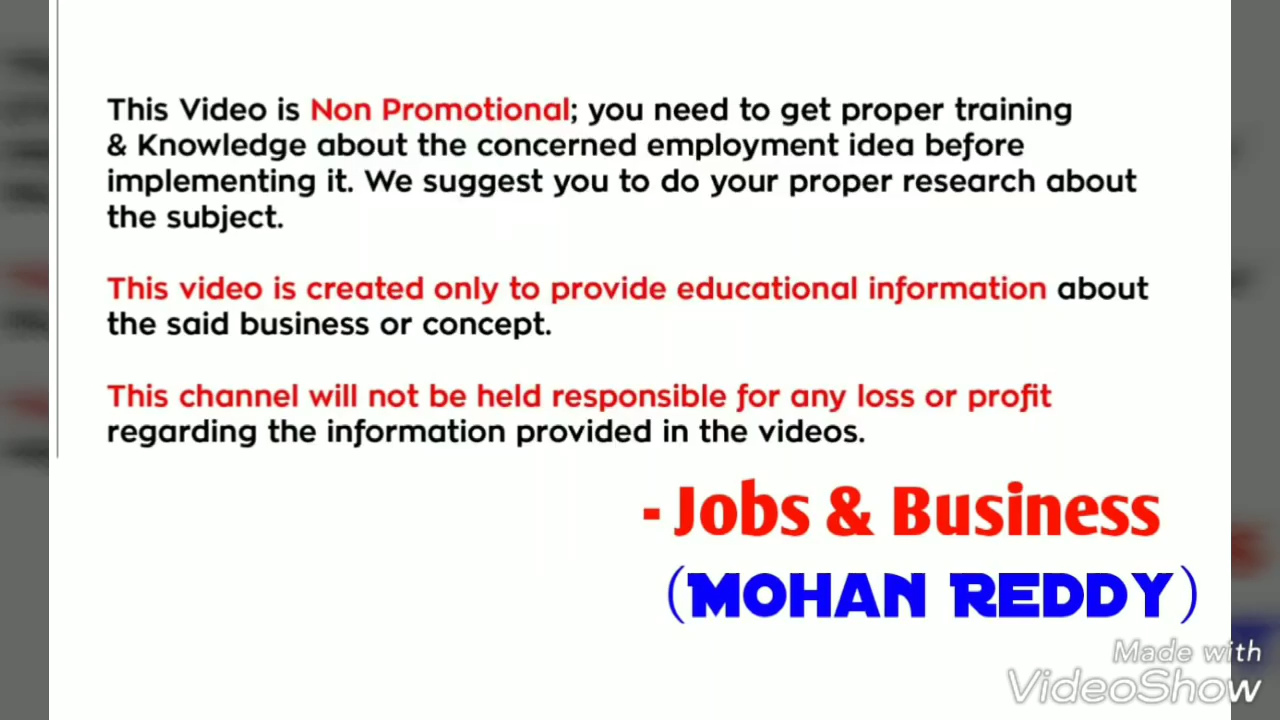 This Video is Non Promotional; you need to get proper training
& Knowledge about the concerned employment idea before
implementing it. We suggest you to do your proper research about
the subject.
This video is created only to provide educational information about
the said business or concept.
This channel will not be held responsible for any loss or profit
regarding the information provided in the videos.
- Jobs & Business
(MOHAN REDDY)
Made with
VideoShow